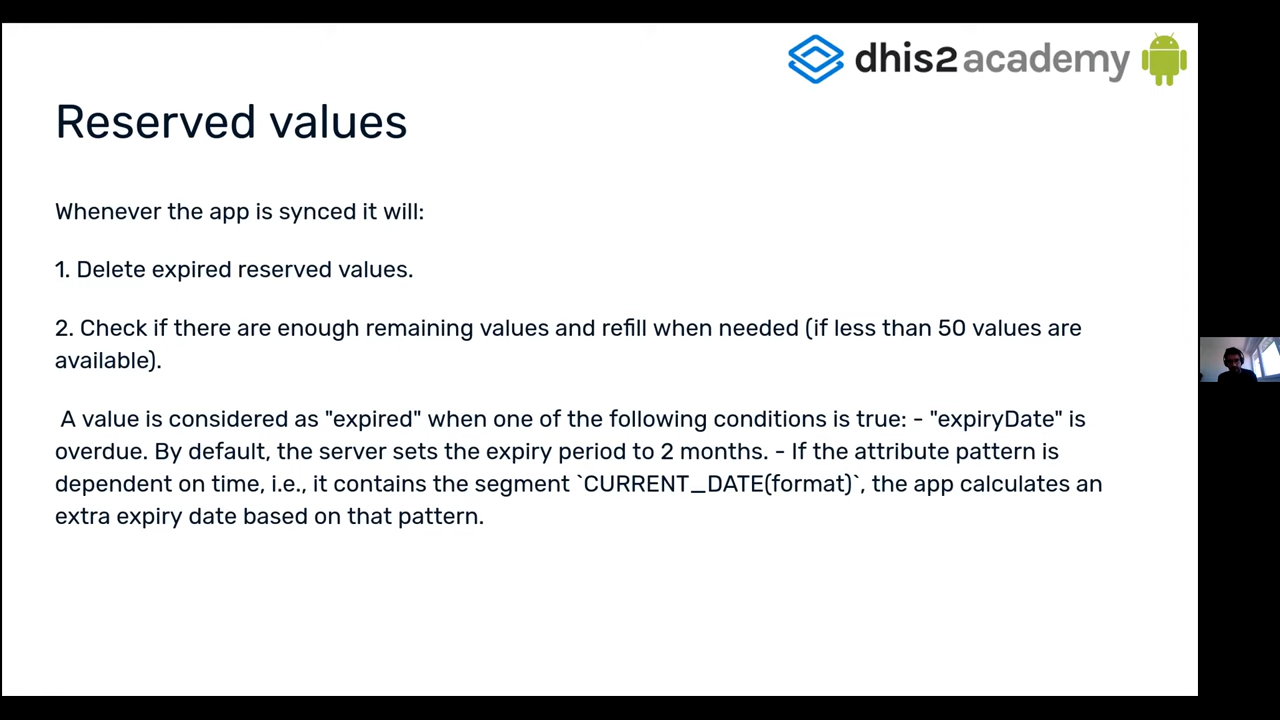 dhis2 academy
Reserved values
Whenever the app is synced it will:
1. Delete expired reserved values.
2. Check if there are enough remaining values and refill when needed (if less than 50 values are
available).
A value is considered as "expired" when one of the following conditions is true: - "expiryDate" is
overdue. By default, the server sets the expiry period to 2 months. - If the attribute pattern is
dependent on time, i.e., it contains the segment `CURRENT_DATE(format)`, the app calculates an
extra expiry date based on that pattern.